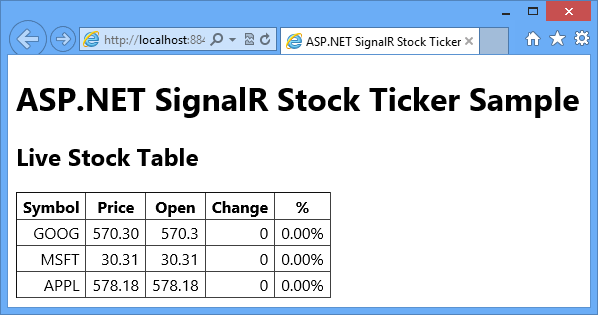 http://localhost:884
ASP.NET SignalR Stock Ticker
ASP.NET SignalR Stock Ticker Sample
Live Stock Table
Symbol Price Open Change %
GOOG 570.30 570.3 0 0.00%
MSFT 30.31 30.31 0 0.00%
APPL 578.18 578.18 0 0.00%